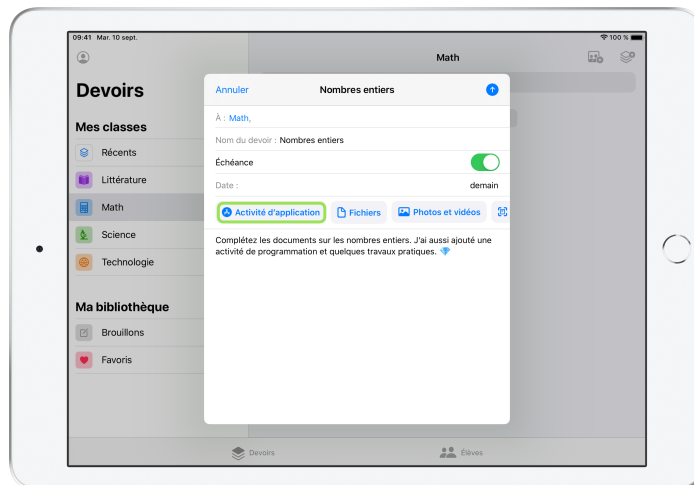 09:41 Mar. 10 sept.
100 %
Math
Devoirs
Mes classes
Récents
Littérature
Math
Science
Technologie
Ma bibliothèque
Brouillons
Favoris
Annuler
Nombres entiers
À : Math,
Nom du devoir : Nombres entiers
Échéance
Date :
demain
Activité d'application
Fichiers
Photos et vidéos
Complétez les documents sur les nombres entiers. J'ai aussi ajouté une
activité de programmation et quelques travaux pratiques. 💎
Devoirs
Élèves